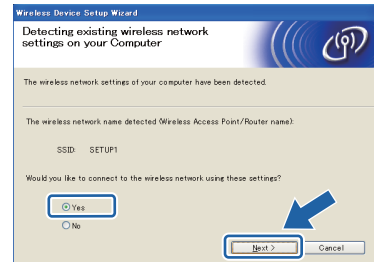 Wireless Device Setup Wizard
Detecting existing wireless network
settings on your Computer
The wireless network settings of your computer have been detected.
The wireless network name detected (Wireless Access Point/Router name):
SSID: SETUP1
Would you like to connect to the wireless network using these settings?
Yes
No
Next >
Cancel